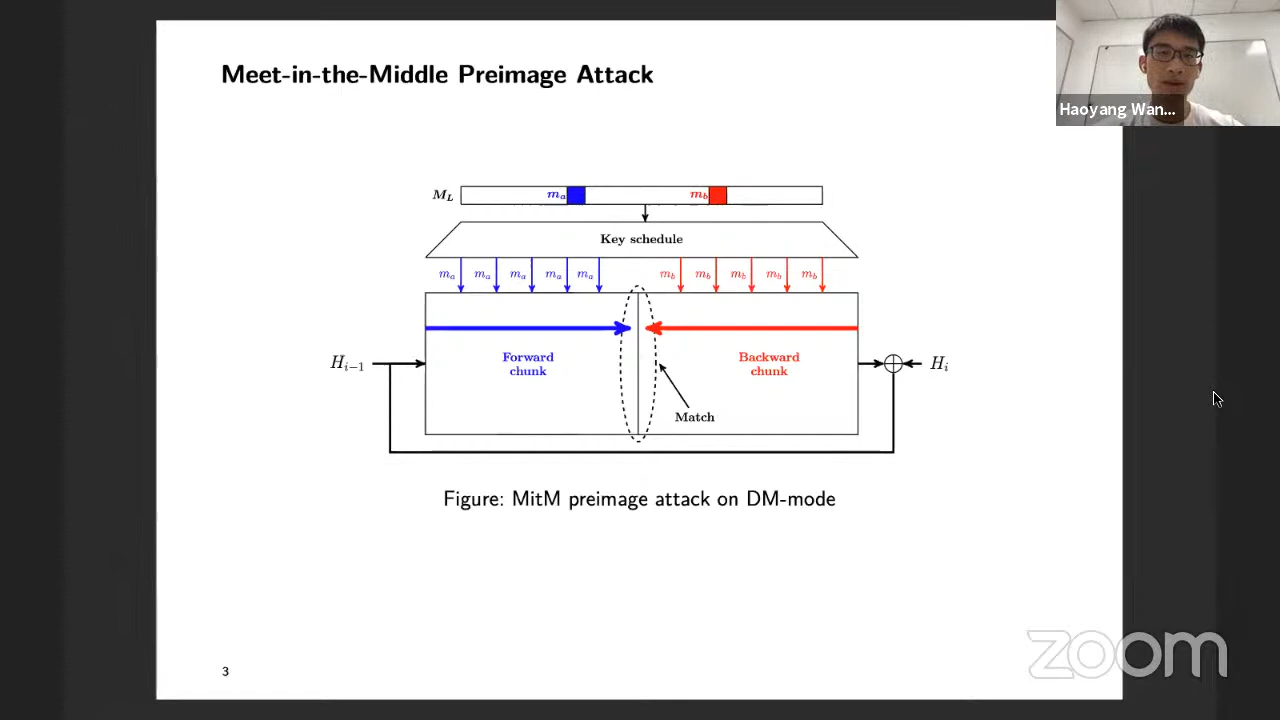 Meet-in-the-Middle Preimage Attack
Haoyang Wan...
M_L
m_a
m_b
Key schedule
m_a m_a m_a m_a m_a m_b m_b m_b m_b m_b
H_{i−1}
Forward
chunk
Backward
chunk
H_i
Match
Figure: MitM preimage attack on DM-mode
3
zoom